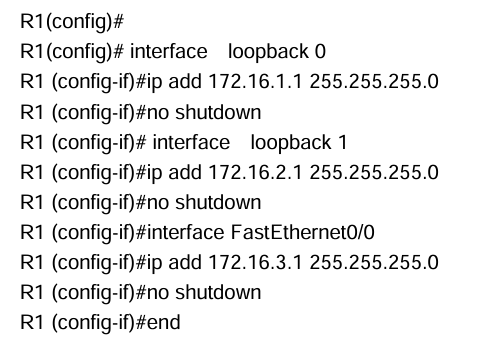 R1(config)#
R1(config)# interface loopback 0
R1 (config-if)#ip add 172.16.1.1 255.255.255.0
R1 (config-if)#no shutdown
R1 (config-if)# interface loopback 1
R1 (config-if)#ip add 172.16.2.1 255.255.255.0
R1 (config-if)#no shutdown
R1 (config-if)#interface FastEthernet0/0
R1 (config-if)#ip add 172.16.3.1 255.255.255.0
R1 (config-if)#no shutdown
R1 (config-if)#end